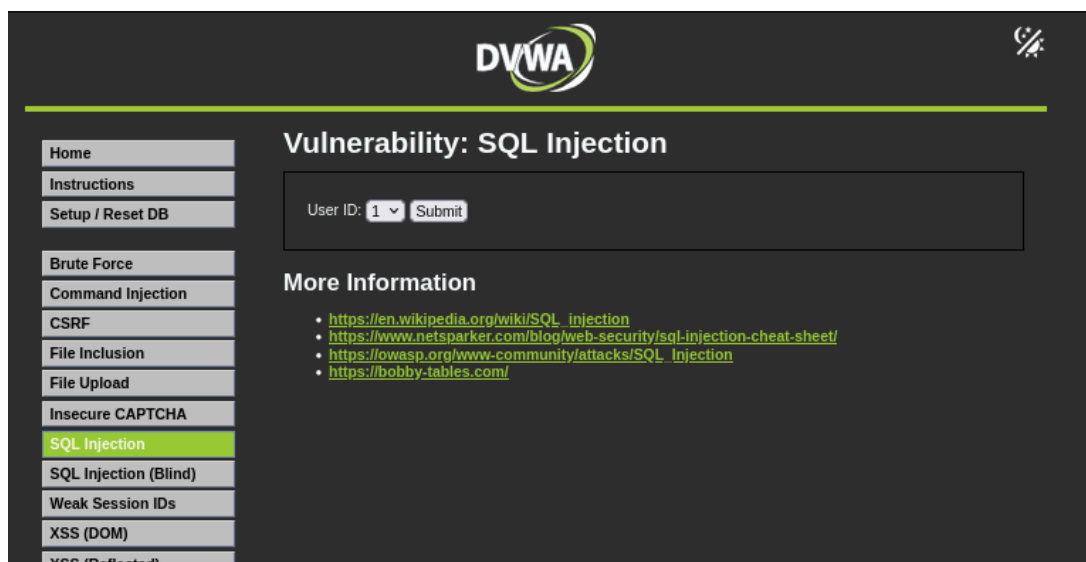 DVWA
Home
Instructions
Setup / Reset DB
Brute Force
Command Injection
CSRF
File Inclusion
File Upload
Insecure CAPTCHA
SQL Injection
SQL Injection (Blind)
Weak Session IDs
XSS (DOM)
XSS (Reflected)
Vulnerability: SQL Injection
User ID: 1 Submit
More Information
https://en.wikipedia.org/wiki/SQL_injection
https://www.netsparker.com/blog/web-security/sql-injection-cheat-sheet/
https://owasp.org/www-community/attacks/SQL_Injection
https://bobby-tables.com/